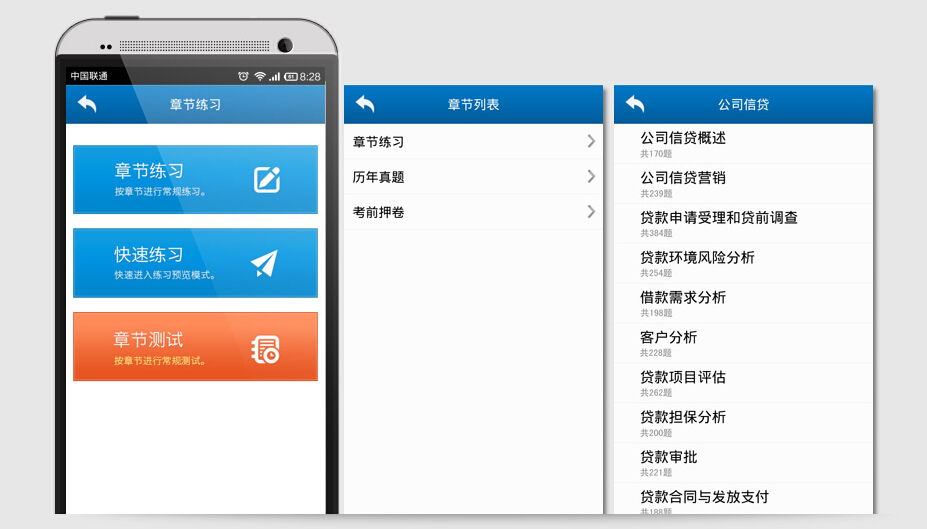 中国联通
8:28
章节练习
章节练习
按章节进行常规练习。
快速练习
快速进入练习预览模式。
章节测试
按章节进行常规测试。
章节列表
章节练习
历年真题
考前押卷
公司信贷
公司信贷概述
共170题
公司信贷营销
共239题
贷款申请受理和贷前调查
共384题
贷款环境风险分析
共254题
借款需求分析
共198题
客户分析
共228题
贷款项目评估
共262题
贷款担保分析
共200题
贷款审批
共221题
贷款合同与发放支付
共188题